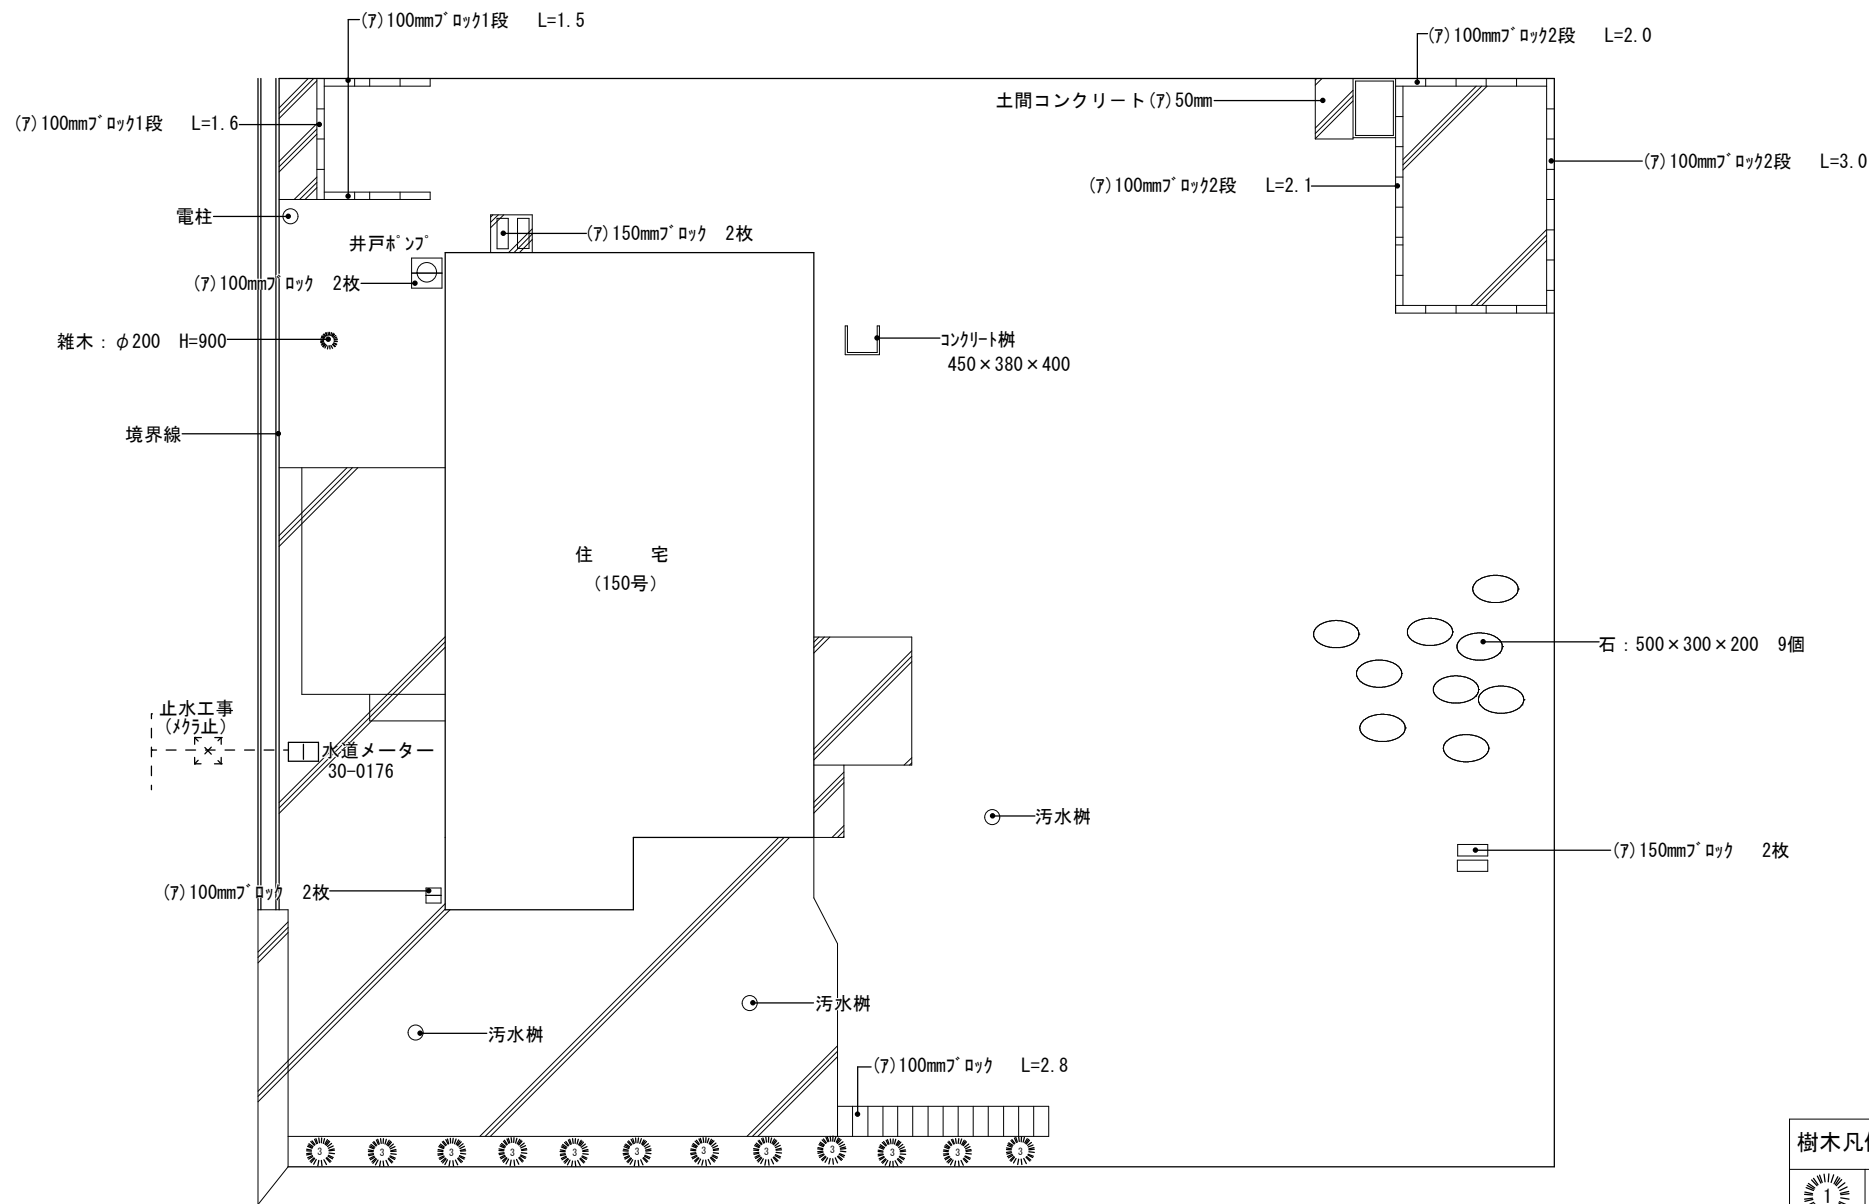 (ア)100mmﾌﾞﾛｯｸ1段 L=1.5
(ア)100mmﾌﾞﾛｯｸ2段 L=2.0
土間コンクリート(ア)50mm
(ア)100mmﾌﾞﾛｯｸ1段 L=1.6
(ア)100mmﾌﾞﾛｯｸ2段 L=3.0
(ア)100mmﾌﾞﾛｯｸ2段 L=2.1
電柱
(ア)150mmﾌﾞﾛｯｸ 2枚
井戸ﾎﾟﾝﾌﾟ
(ア)100mmﾌﾞﾛｯｸ 2枚
雑木：φ200 H=900
ｺﾝｸﾘｰﾄ桝
450×380×400
境界線
住 宅
(150号)
石：500×300×200 9個
止水工事
(ﾒｸﾗ止)
水道メーター
30-0176
汚水桝
(ア)150mmﾌﾞﾛｯｸ 2枚
(ア)100mmﾌﾞﾛｯｸ 2枚
汚水桝
汚水桝
(ア)100mmﾌﾞﾛｯｸ L=2.8
3 3 3 3 3 3 3 3 3 3 3 3
樹木凡
1